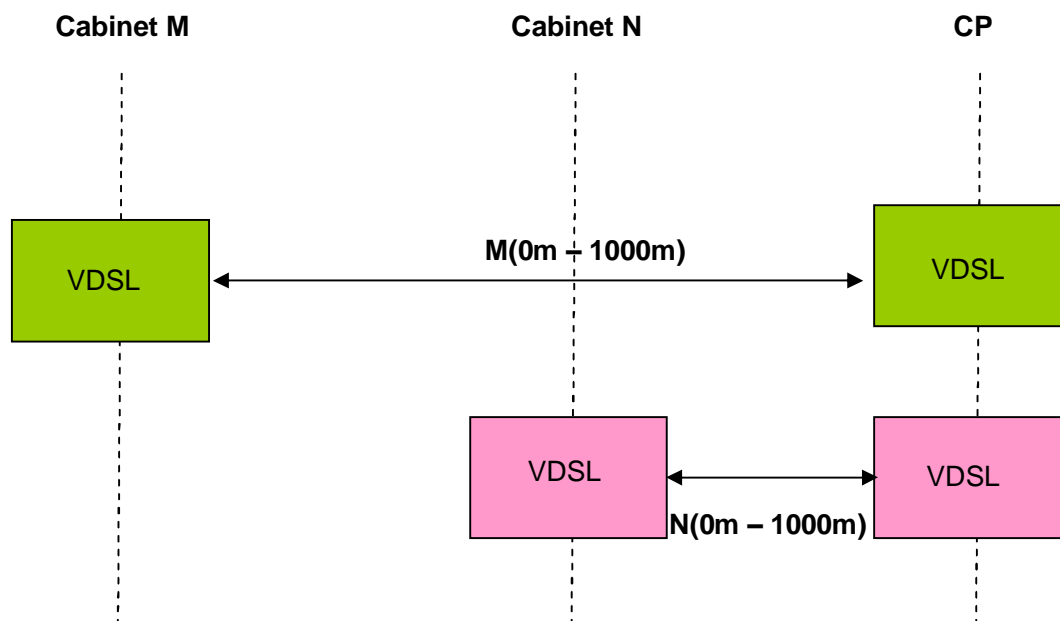 Cabinet M
Cabinet N
CP
M(0m – 1000m)
VDSL
VDSL
VDSL
VDSL
N(0m – 1000m)